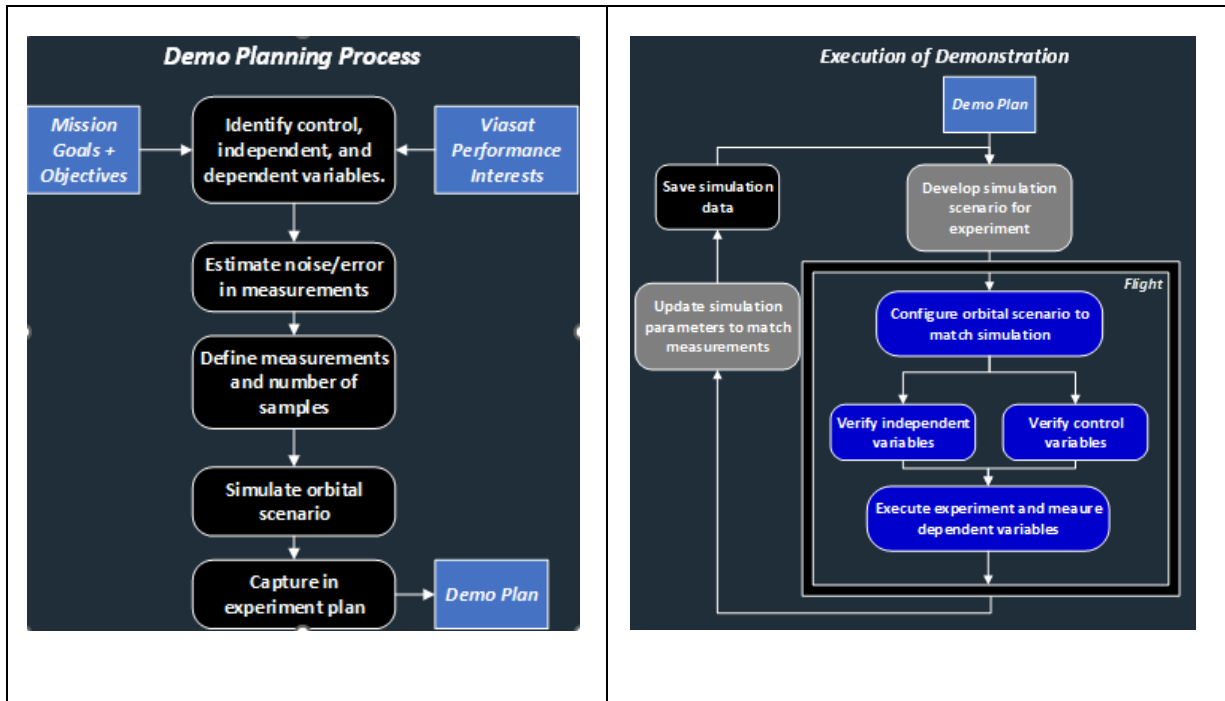 Demo Planning Process
Mission
Goals +
Objectives
Identify control,
independent, and
dependent variables.
Viasat
Performance
Interests
Estimate noise/error
in measurements
Define measurements
and number of
samples
Simulate orbital
scenario
Capture in
experiment plan
Demo Plan
Execution of Demonstration
Demo Plan
Save simulation
data
Develop simulation
scenario for
experiment
Flight
Update simulation
parameters to match
measurements
Configure orbital scenario to
match simulation
Verify independent
variables
Verify control
variables
Execute experiment and meaure
dependent variables